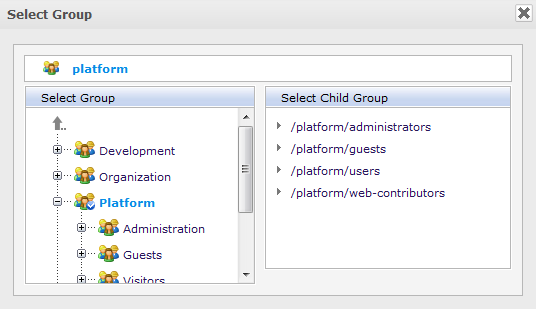 Select Group
platform
Select Group
Development
Organization
Platform
Administration
Guests
Visitors
Select Child Group
/platform/administrators
/platform/guests
/platform/users
/platform/web-contributors